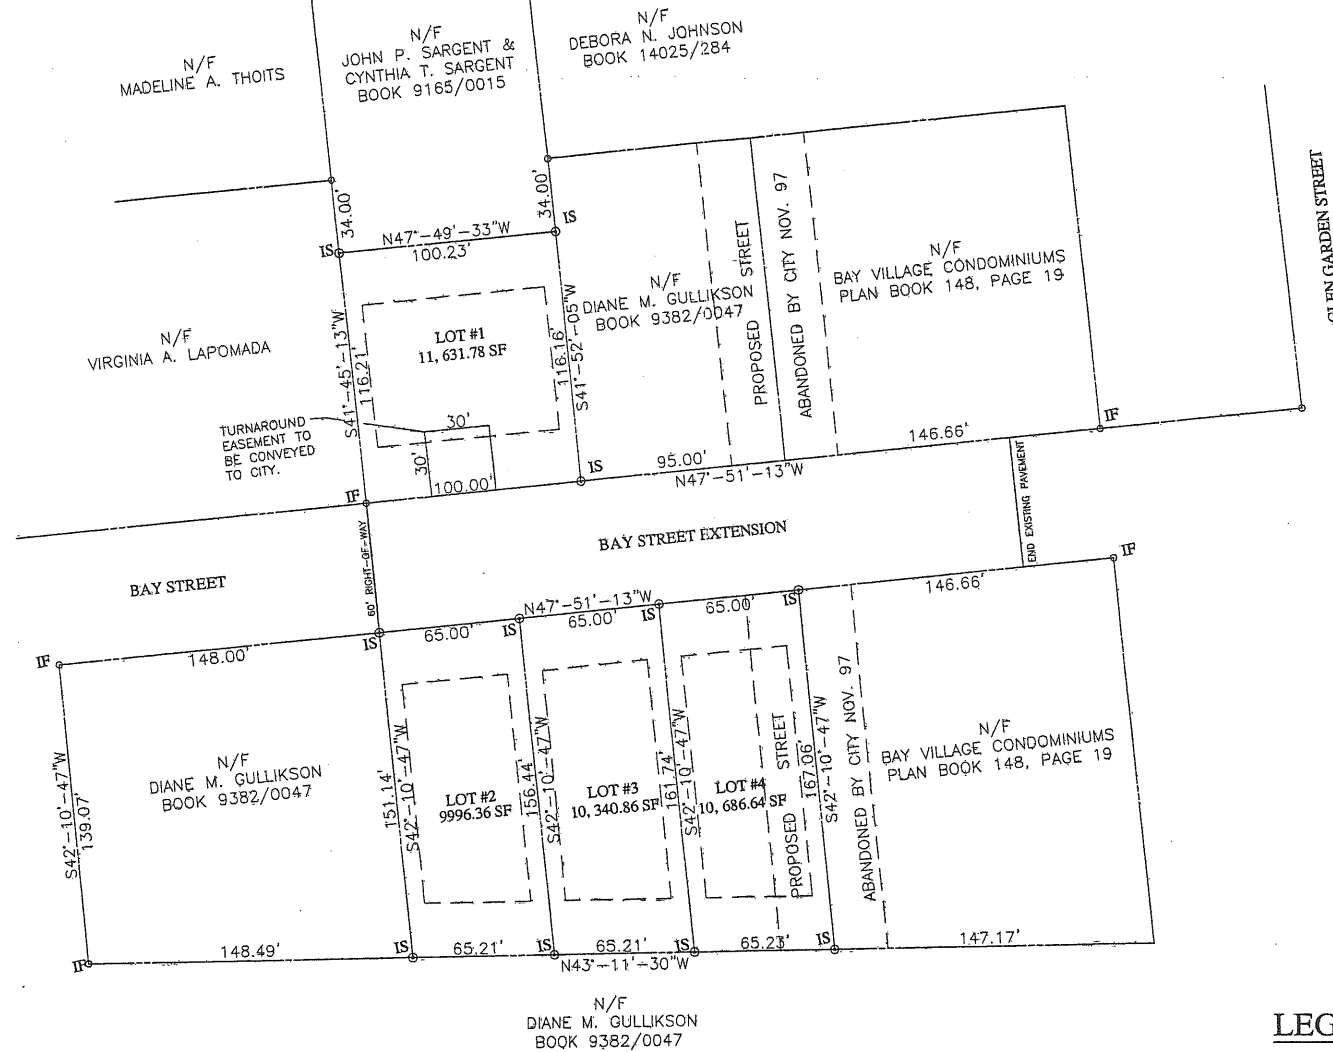 N/F
MADELINE A. THOITS
N/F
JOHN P. SARGENT &
CYNTHIA T. SARGENT
BOOK 9165/0015
N/F
DEBORA N. JOHNSON
BOOK 14025/284
34.00'
34.00'
IS
IS
N47°-49'-33"W
100.23'
N/F
VIRGINIA A. LAPOMADA
S41°-45'-13"W
116.21'
LOT #1
11, 631.78 SF
116.16'
S41°-52'-05"W
N/F
DIANE M. GULLIKSON
BOOK 9382/0047
PROPOSED STREET
ABANDONED BY CITY NOV. 97
N/F
BAY VILLAGE CONDOMINIUMS
PLAN BOOK 148, PAGE 19
GLEN GARDEN STREET
TURNAROUND
EASEMENT TO
BE CONVEYED
TO CITY.
30'
30'
100.00'
IF
IS
95.00'
N47°-51'-13"W
146.66'
IF
END EXISTING PAVEMENT
BAY STREET
60' RIGHT-OF-WAY
BAY STREET EXTENSION
IF
148.00'
IS
65.00'
IS
N47°-51'-13"W
65.00'
IS
65.00'
IS
146.66'
IF
S42°-10'-47"W
139.07'
N/F
DIANE M. GULLIKSON
BOOK 9382/0047
151.14'
S42°-10'-47"W
LOT #2
9996.36 SF
156.44'
S42°-10'-47"W
LOT #3
10, 340.86 SF
161.74'
S42°-10'-47"W
LOT #4
10, 686.64 SF
PROPOSED STREET
167.06'
S42°-10'-47"W
ABANDONED BY CITY NOV. 97
N/F
BAY VILLAGE CONDOMINIUMS
PLAN BOOK 148, PAGE 19
IF
148.49'
IS
65.21'
IS
65.21'
N43°-11'-30"W
65.23'
IS
147.17'
N/F
DIANE M. GULLIKSON
BOOK 9382/0047
LEG